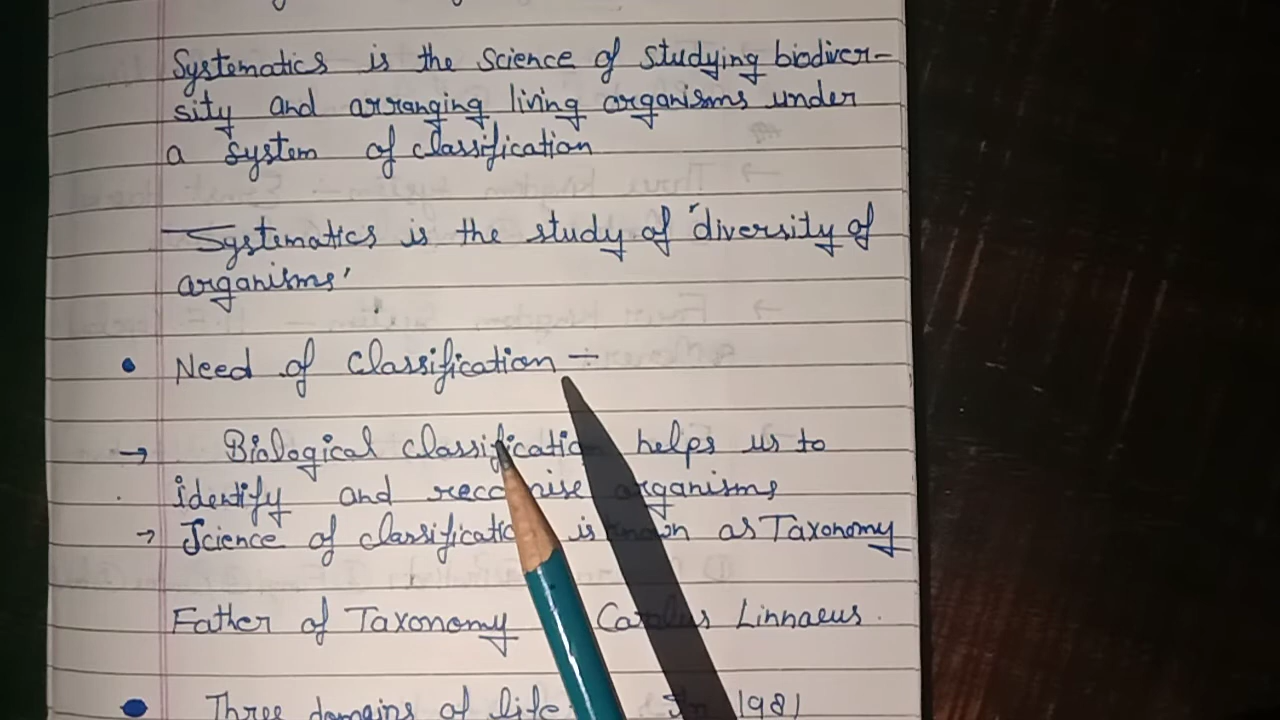 Systematics is the Science of studying biodiver-
sity and arranging living organisms under
a system of classification
Systematics is the study of 'diversity of
organisms'
• Need of classification ÷
→ Biological classification helps us to
identify and recognise organisms
→ Science of classification is known as Taxonomy
Father of Taxonomy Carolus Linnaeus.
• Three domains of life In 1981